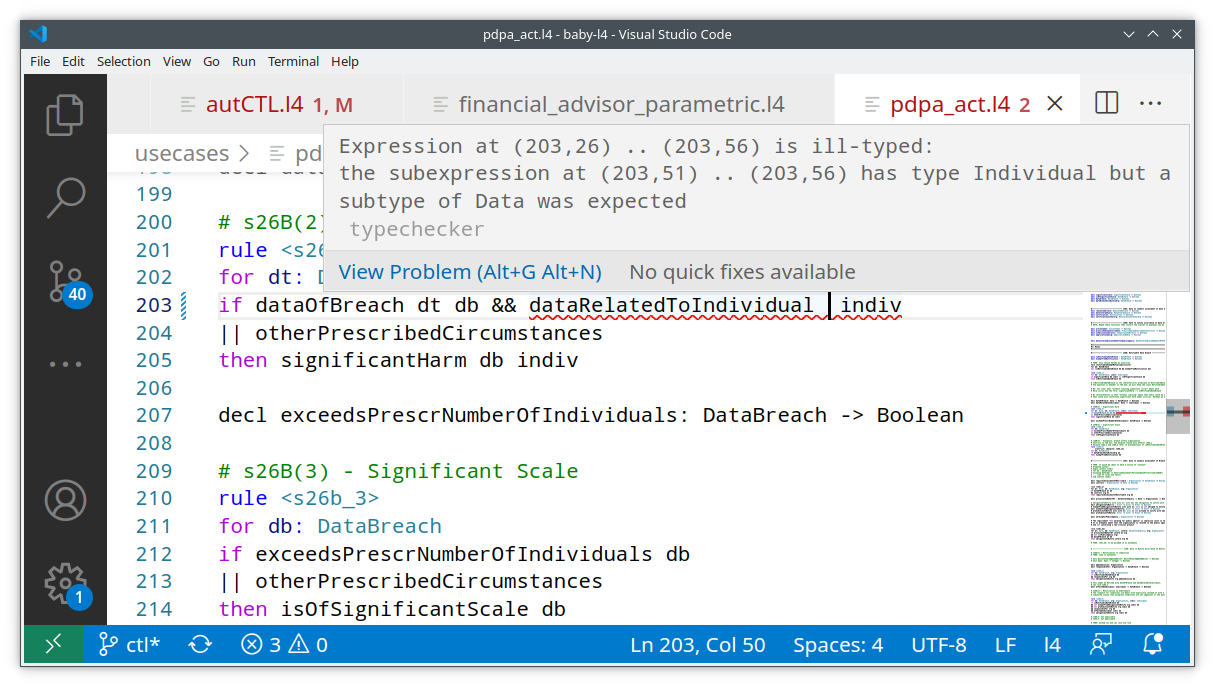 pdpa_act.l4 - baby-l4 - Visual Studio Code
File Edit Selection View Go Run Terminal Help
autCTL.l4 1, M financial_advisor_parametric.l4 pdpa_act.l4 2
usecases > pd
Expression at (203,26) .. (203,56) is ill-typed:
the subexpression at (203,51) .. (203,56) has type Individual but a
subtype of Data was expected
typechecker
View Problem (Alt+G Alt+N) No quick fixes available
199
200 # s26B(2)
201 rule <s26
202 for dt: D
203 if dataOfBreach dt db && dataRelatedToIndividual indiv
204 || otherPrescribedCircumstances
205 then significantHarm db indiv
206
207 decl exceedsPrescrNumberOfIndividuals: DataBreach -> Boolean
208
209 # s26B(3) - Significant Scale
210 rule <s26b_3>
211 for db: DataBreach
212 if exceedsPrescrNumberOfIndividuals db
213 || otherPrescribedCircumstances
214 then isOfSignificantScale db
40
1
ctl* 3 0 Ln 203, Col 50 Spaces: 4 UTF-8 LF l4